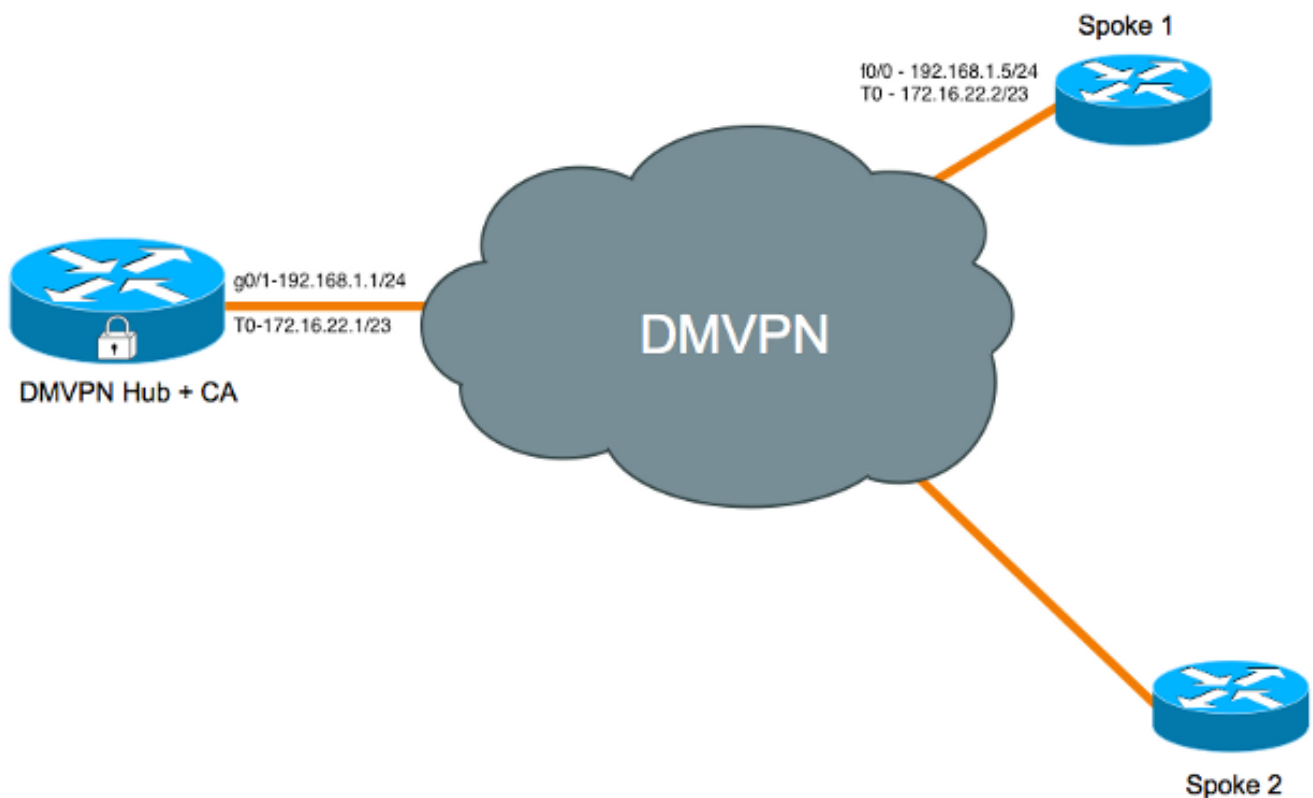 Spoke 1
f0/0 - 192.168.1.5/24
T0 - 172.16.22.2/23
g0/1-192.168.1.1/24
T0-172.16.22.1/23
DMVPN
DMVPN Hub + CA
Spoke 2